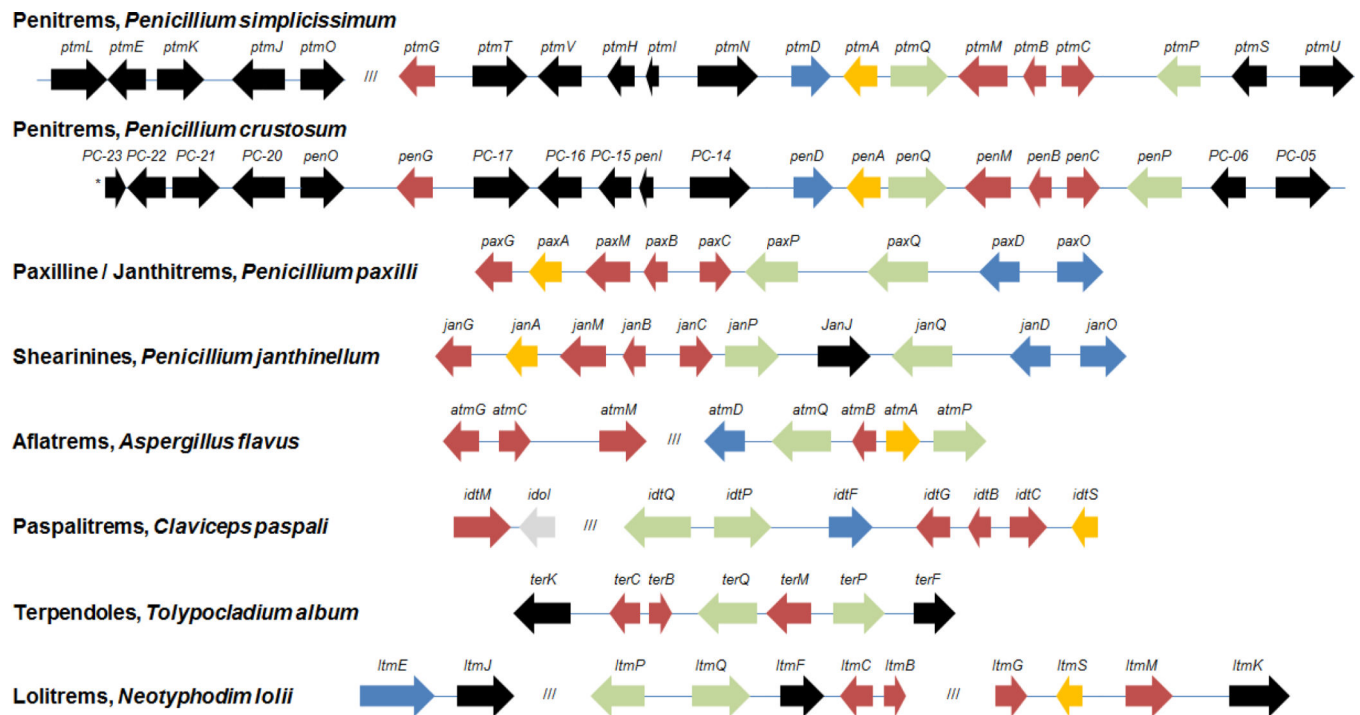 Penitrems, Penicillium simplicissimum
ptmL ptmE ptmK ptmJ ptmO ptmG ptmT ptmV ptmH ptmI ptmN ptmD ptmA ptmQ ptmM ptmB ptmC ptmP ptmS ptmU
///
Penitrems, Penicillium crustosum
PC-23 PC-22 PC-21 PC-20 penO penG PC-17 PC-16 PC-15 penI PC-14 penD penA penQ penM penB penC penP PC-06 PC-05
*
paxG paxA paxM paxB paxC paxP paxQ paxD paxO
Paxilline / Janthitrems, Penicillium paxilli
janG janA janM janB janC janP JanJ janQ janD janO
Shearinines, Penicillium janthinellum
atmG atmC atmM atmD atmQ atmB atmA atmP
Aflatrems, Aspergillus flavus ///
idtM idoI idtQ idtP idtF idtG idtB idtC idtS
Paspalitrems, Claviceps paspali ///
terK terC terB terQ terM terP terF
Terpendoles, Tolypocladium album
ltmE ltmJ ltmP ltmQ ltmF ltmC ltmB ltmG ltmS ltmM ltmK
Lolitrems, Neotyphodim lolii /// ///